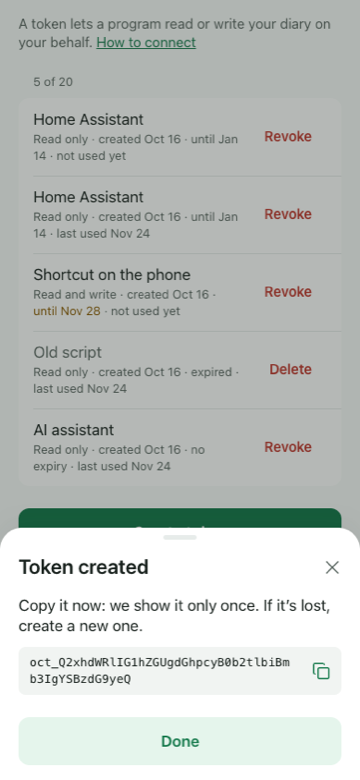 A token lets a program read or write your diary on
your behalf. How to connect
5 of 20
Home Assistant
Read only · created Oct 16 · until Jan
14 · not used yet
Revoke
Home Assistant
Read only · created Oct 16 · until Jan
14 · last used Nov 24
Revoke
Shortcut on the phone
Read and write · created Oct 16 ·
until Nov 28 · not used yet
Revoke
Old script
Read only · created Oct 16 · expired ·
last used Nov 24
Delete
AI assistant
Read only · created Oct 16 · no
expiry · last used Nov 24
Revoke
Token created
Copy it now: we show it only once. If it’s lost,
create a new one.
oct_Q2xhdWRlIG1hZGUgdGhpcyB0b2tlbiBm
b3IgYSBzdG9yeQ
Done